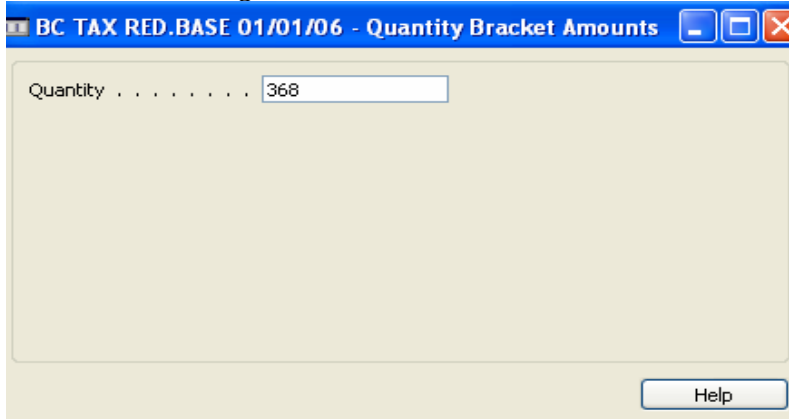 BC TAX RED.BASE 01/01/06 - Quantity Bracket Amounts
Quantity . . . . . . . . 368
Help